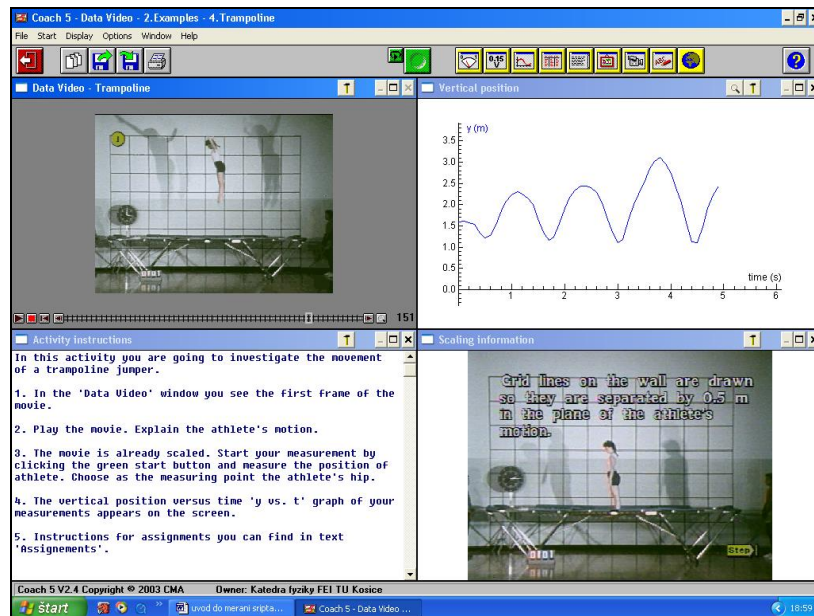 Coach 5 - Data Video - 2.Examples - 4.Trampoline
File Start Display Options Window Help
0.15
V
Data Video - Trampoline
151
Vertical position
y (m)
3.5
3.0
2.5
2.0
1.5
1.0
0.5
0.0
1 2 3 4 5 6
time (s)
Activity instructions
In this activity you are going to investigate the movement
of a trampoline jumper.
1. In the 'Data Video' window you see the first frame of the
movie.
2. Play the movie. Explain the athlete's motion.
3. The movie is already scaled. Start your measurement by
clicking the green start button and measure the position of
athlete. Choose as the measuring point the athlete's hip.
4. The vertical position versus time 'y vs. t' graph of your
measurements appears on the screen.
5. Instructions for assignments you can find in text
'Assignements'.
Scaling information
Grid lines on the wall are drawn
so they are separated by 0.5 m
in the plane of the athlete's
motion.
Step
Coach 5 V2.4 Copyright © 2003 CMA Owner: Katedra fyziky FEI TU Kosice
Štart
uvod do merani sripta...
Coach 5 - Data Video ...
18:59